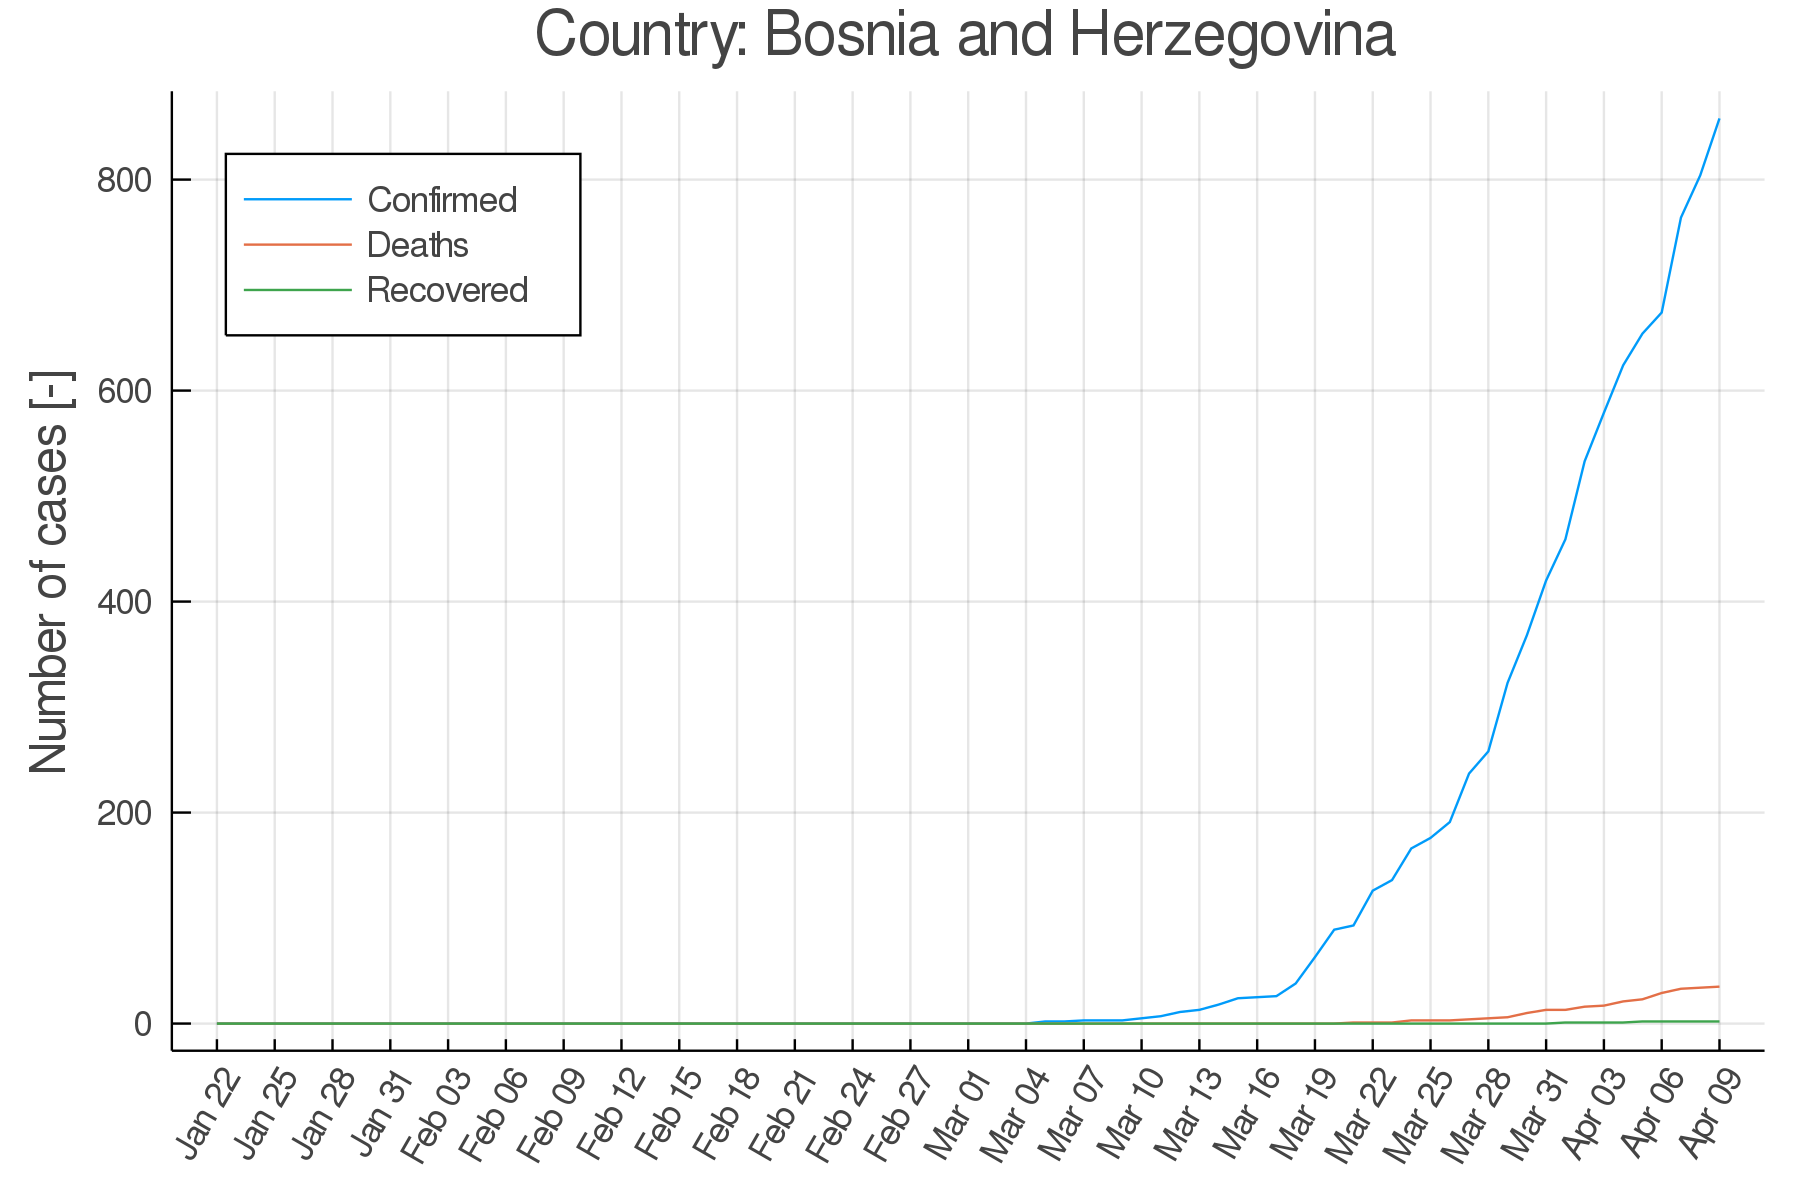 Country: Bosnia and Herzegovina
Number of cases [-]
800
600
400
200
0
Confirmed
Deaths
Recovered
Jan 22
Jan 25
Jan 28
Jan 31
Feb 03
Feb 06
Feb 09
Feb 12
Feb 15
Feb 18
Feb 21
Feb 24
Feb 27
Mar 01
Mar 04
Mar 07
Mar 10
Mar 13
Mar 16
Mar 19
Mar 22
Mar 25
Mar 28
Mar 31
Apr 03
Apr 06
Apr 09